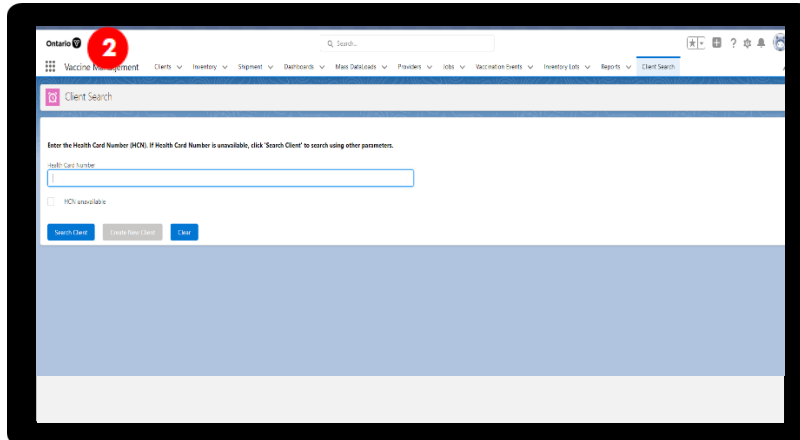 Ontario 2 Search...
Vaccine Management Clients Inventory Shipment Dashboards Mass DataLoads Providers Jobs Vaccination Events Inventory Lots Reports Client Search
Client Search
Enter the Health Card Number (HCN). If Health Card Number is unavailable, click 'Search Client' to search using other parameters.
Health Card Number
HCN unavailable
Search Client Create New Client Clear